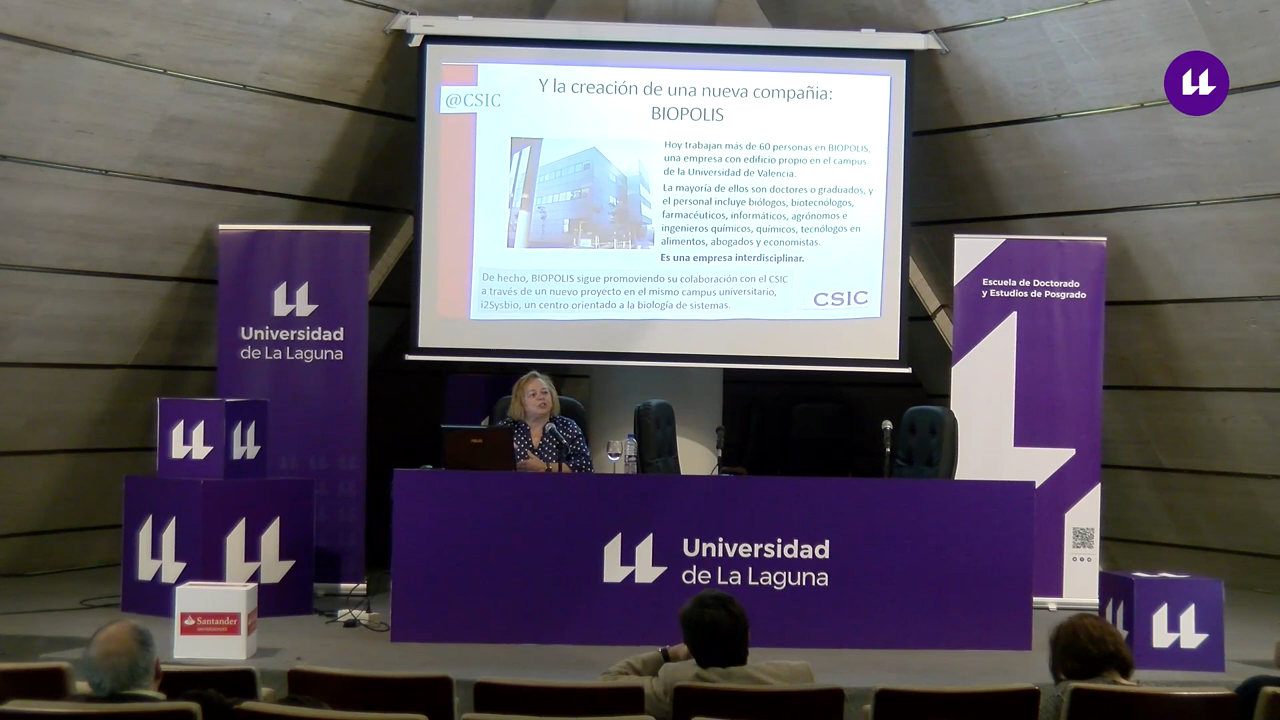 @CSIC
Y la creación de una nueva compañia:
BIOPOLIS
Hoy trabajan más de 60 personas en BIOPOLIS,
una empresa con edificio propio en el campus
de la Universidad de Valencia.
La mayoría de ellos son doctores o graduados, y
el personal incluye biólogos, biotecnólogos,
farmacéuticos, informáticos, agrónomos e
ingenieros químicos, químicos, tecnólogos en
alimentos, abogados y economistas.
Es una empresa interdisciplinar.
De hecho, BIOPOLIS sigue promoviendo su colaboración con el CSIC
a través de un nuevo proyecto en el mismo campus universitario,
i2Sysbio, un centro orientado a la biología de sistemas.
CSIC
Universidad
de La Laguna
Escuela de Doctorado
y Estudios de Posgrado
Universidad
de La Laguna
Santander